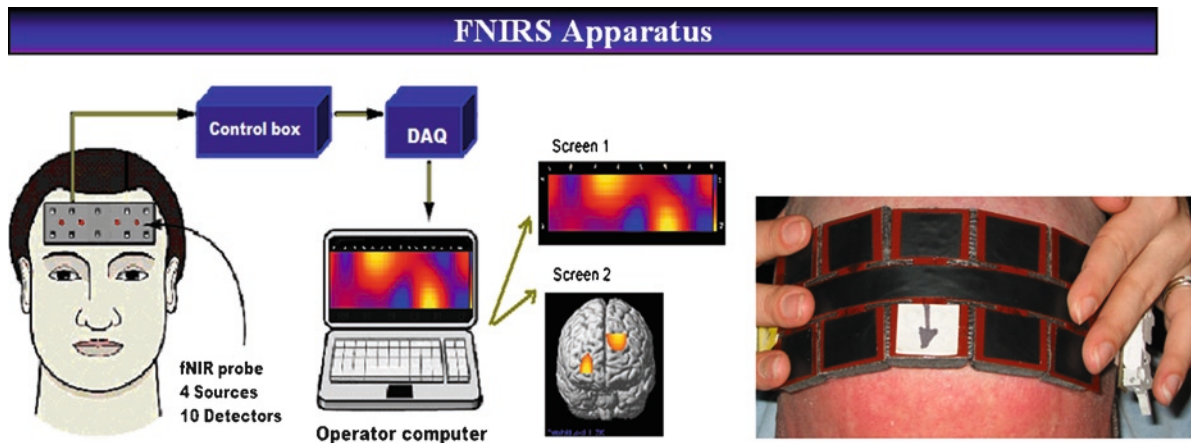 FNIRS Apparatus
Control box
DAQ
Screen 1
Screen 2
fNIR probe
4 Sources
10 Detectors
Operator computer